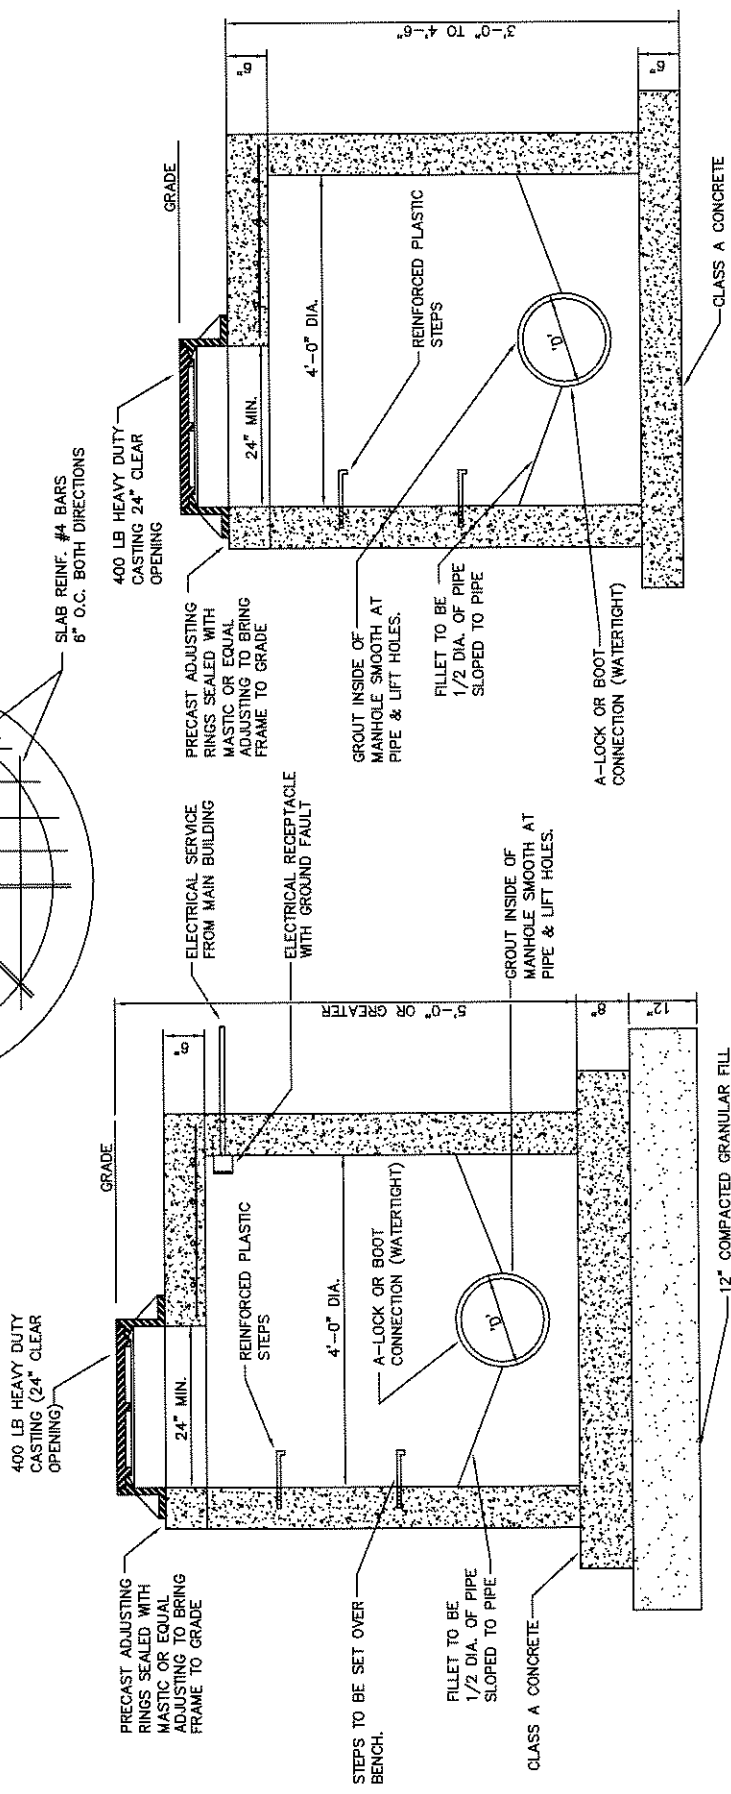 SLAB REINF. #4 BARS
6" O.C. BOTH DIRECTIONS
400 LB HEAVY DUTY
CASTING (24" CLEAR
OPENING)
GRADE
PRECAST ADJUSTING
RINGS SEALED WITH
MASTIC OR EQUAL
ADJUSTING TO BRING
FRAME TO GRADE
24" MIN.
6"
ELECTRICAL SERVICE
FROM MAIN BUILDING
ELECTRICAL RECEPTACLE
WITH GROUND FAULT
REINFORCED PLASTIC
STEPS
4'-0" DIA.
5'-0" OR GREATER
STEPS TO BE SET OVER
BENCH.
A-LOCK OR BOOT
CONNECTION (WATERTIGHT)
'D'
FILLET TO BE
1/2 DIA. OF PIPE
SLOPED TO PIPE
GROUT INSIDE OF
MANHOLE SMOOTH AT
PIPE & LIFT HOLES.
CLASS A CONCRETE
8"
12"
12" COMPACTED GRANULAR FILL
400 LB HEAVY DUTY
CASTING 24" CLEAR
OPENING
GRADE
PRECAST ADJUSTING
RINGS SEALED WITH
MASTIC OR EQUAL
ADJUSTING TO BRING
FRAME TO GRADE
24" MIN.
6"
4'-0" DIA.
3'-0" TO 4'-6"
REINFORCED PLASTIC
STEPS
GROUT INSIDE OF
MANHOLE SMOOTH AT
PIPE & LIFT HOLES.
'D'
FILLET TO BE
1/2 DIA. OF PIPE
SLOPED TO PIPE
A-LOCK OR BOOT
CONNECTION (WATERTIGHT)
6"
CLASS A CONCRETE